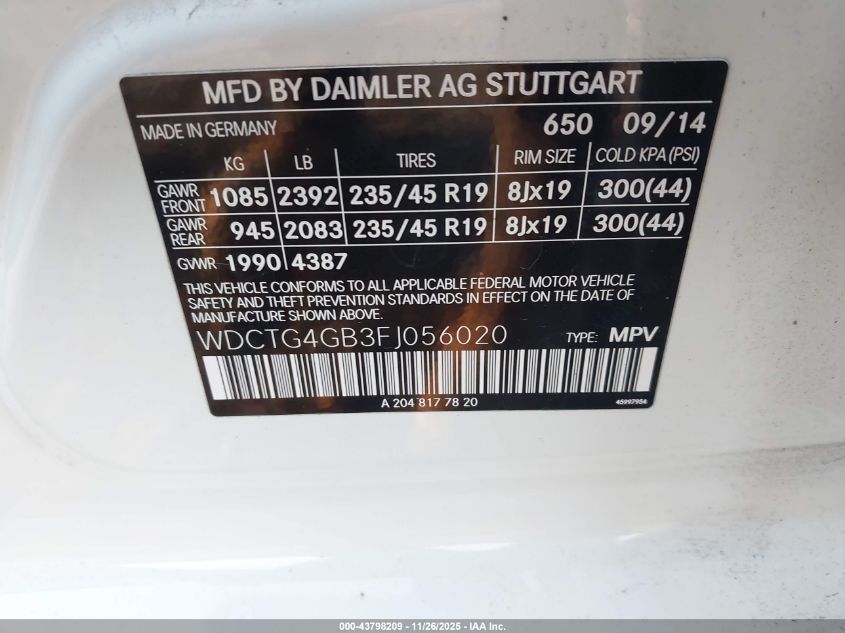 MFD BY DAIMLER AG STUTTGART
MADE IN GERMANY 650 09/14
KG LB TIRES RIM SIZE COLD KPA (PSI)
GAWR FRONT 1085 2392 235/45 R19 8Jx19 300(44)
GAWR REAR 945 2083 235/45 R19 8Jx19 300(44)
GVWR 1990 4387
THIS VEHICLE CONFORMS TO ALL APPLICABLE FEDERAL MOTOR VEHICLE
SAFETY AND THEFT PREVENTION STANDARDS IN EFFECT ON THE DATE OF
MANUFACTURE SHOWN ABOVE.
WDCTG4GB3FJ056020 TYPE: MPV
A 204 817 78 20 45997954
000-43798209 - 11/26/2025 - IAA Inc.